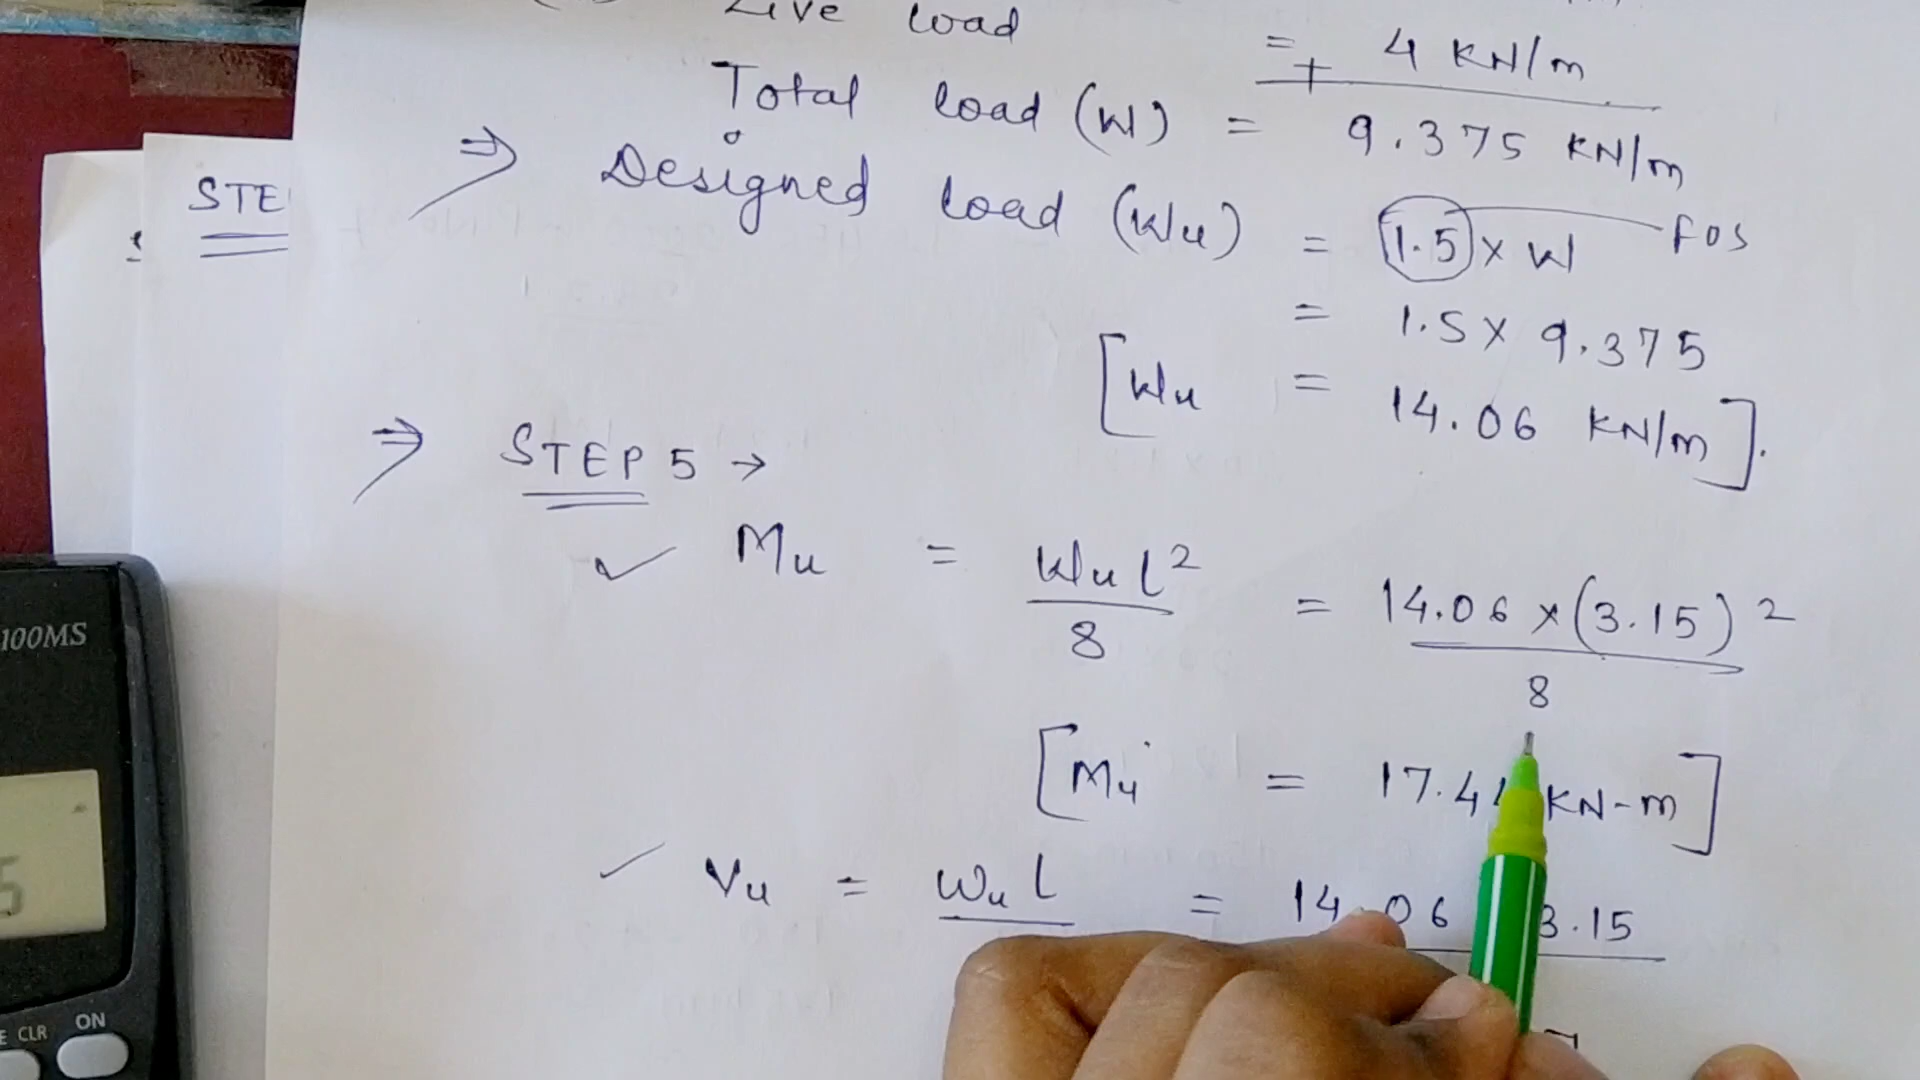 Live load = 4 KN/m
+
Total load (W) = 9.375 KN/m
Designed load (Wu) = 1.5 x W FOS
= 1.5 x 9.375
[Wu = 14.06 KN/m].
STE
⇒ STEP 5 →
✓ Mu = Wu l² / 8 = 14.06 x (3.15)² / 8
[Mu = 17.44 KN-m]
✓ Vu = Wu l = 14.06 3.15
100MS
5
CLR ON